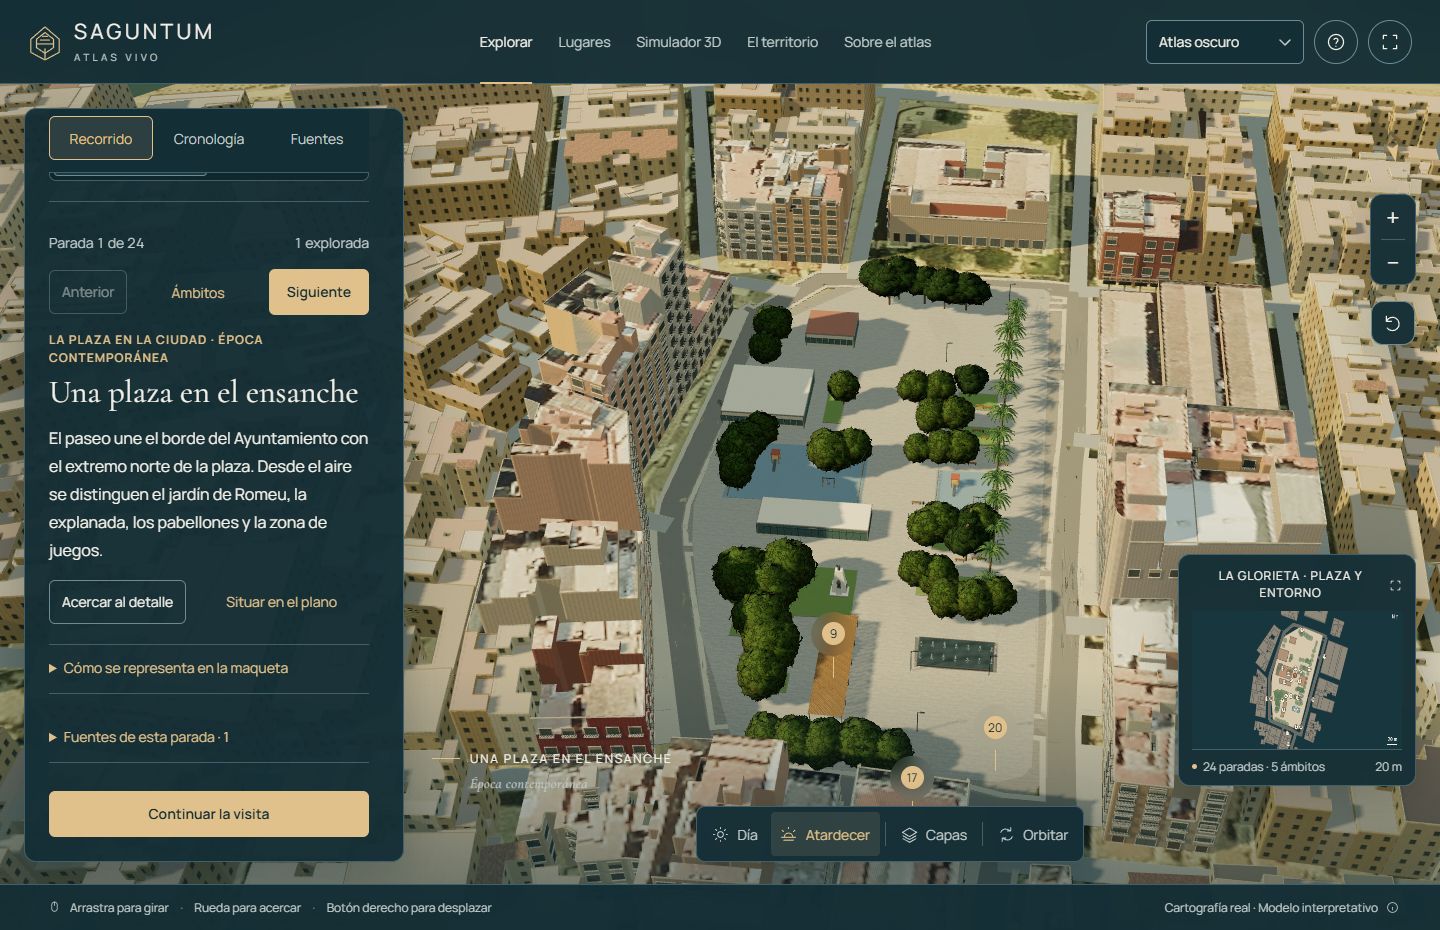 SAGUNTUM
ATLAS VIVO
Explorar
Lugares
Simulador 3D
El territorio
Sobre el atlas
Atlas oscuro
Recorrido
Cronología
Fuentes
Parada 1 de 24
1 explorada
Anterior
Ámbitos
Siguiente
LA PLAZA EN LA CIUDAD · ÉPOCA
CONTEMPORÁNEA
Una plaza en el ensanche
El paseo une el borde del Ayuntamiento con
el extremo norte de la plaza. Desde el aire
se distinguen el jardín de Romeu, la
explanada, los pabellones y la zona de
juegos.
Acercar al detalle
Situar en el plano
Cómo se representa en la maqueta
Fuentes de esta parada · 1
Continuar la visita
9
20
17
UNA PLAZA EN EL ENSANCHE
Época contemporánea
LA GLORIETA · PLAZA Y
ENTORNO
24 paradas · 5 ámbitos
20 m
Día
Atardecer
Capas
Orbitar
Arrastra para girar · Rueda para acercar · Botón derecho para desplazar
Cartografía real · Modelo interpretativo